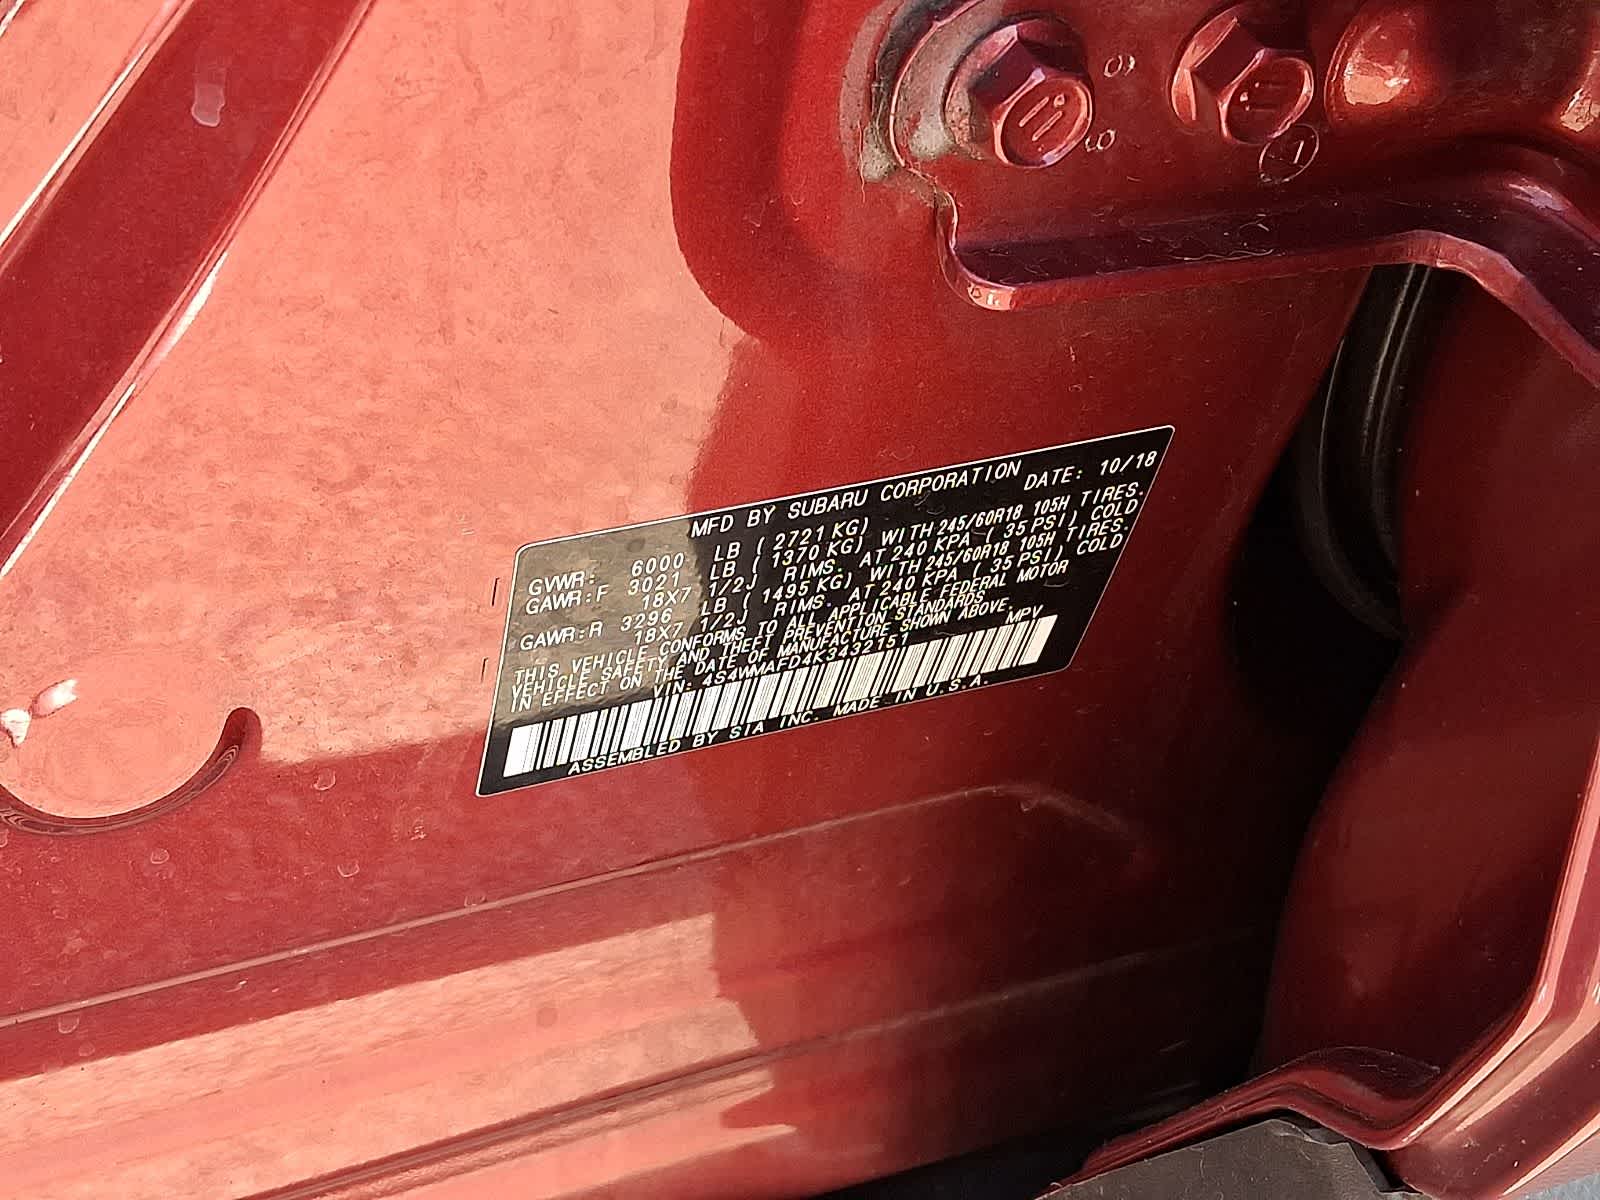 MFD BY SUBARU CORPORATION
DATE: 10/18
GVWR: 6000 LB ( 2721 KG)
GAWR:F 3021 LB ( 1370 KG) WITH 245/60R18 105H TIRES.
18X7 1/2J RIMS. AT 240 KPA ( 35 PSI) COLD
GAWR:R 3296 LB ( 1495 KG) WITH 245/60R18 105H TIRES.
18X7 1/2J RIMS. AT 240 KPA ( 35 PSI) COLD
THIS VEHICLE CONFORMS TO ALL APPLICABLE FEDERAL MOTOR
VEHICLE SAFETY AND THEFT PREVENTION STANDARDS
IN EFFECT ON THE DATE OF MANUFACTURE SHOWN ABOVE.
VIN: 4S4WMAFD4K3432151 MPV
ASSEMBLED BY SIA INC. MADE IN U.S.A.